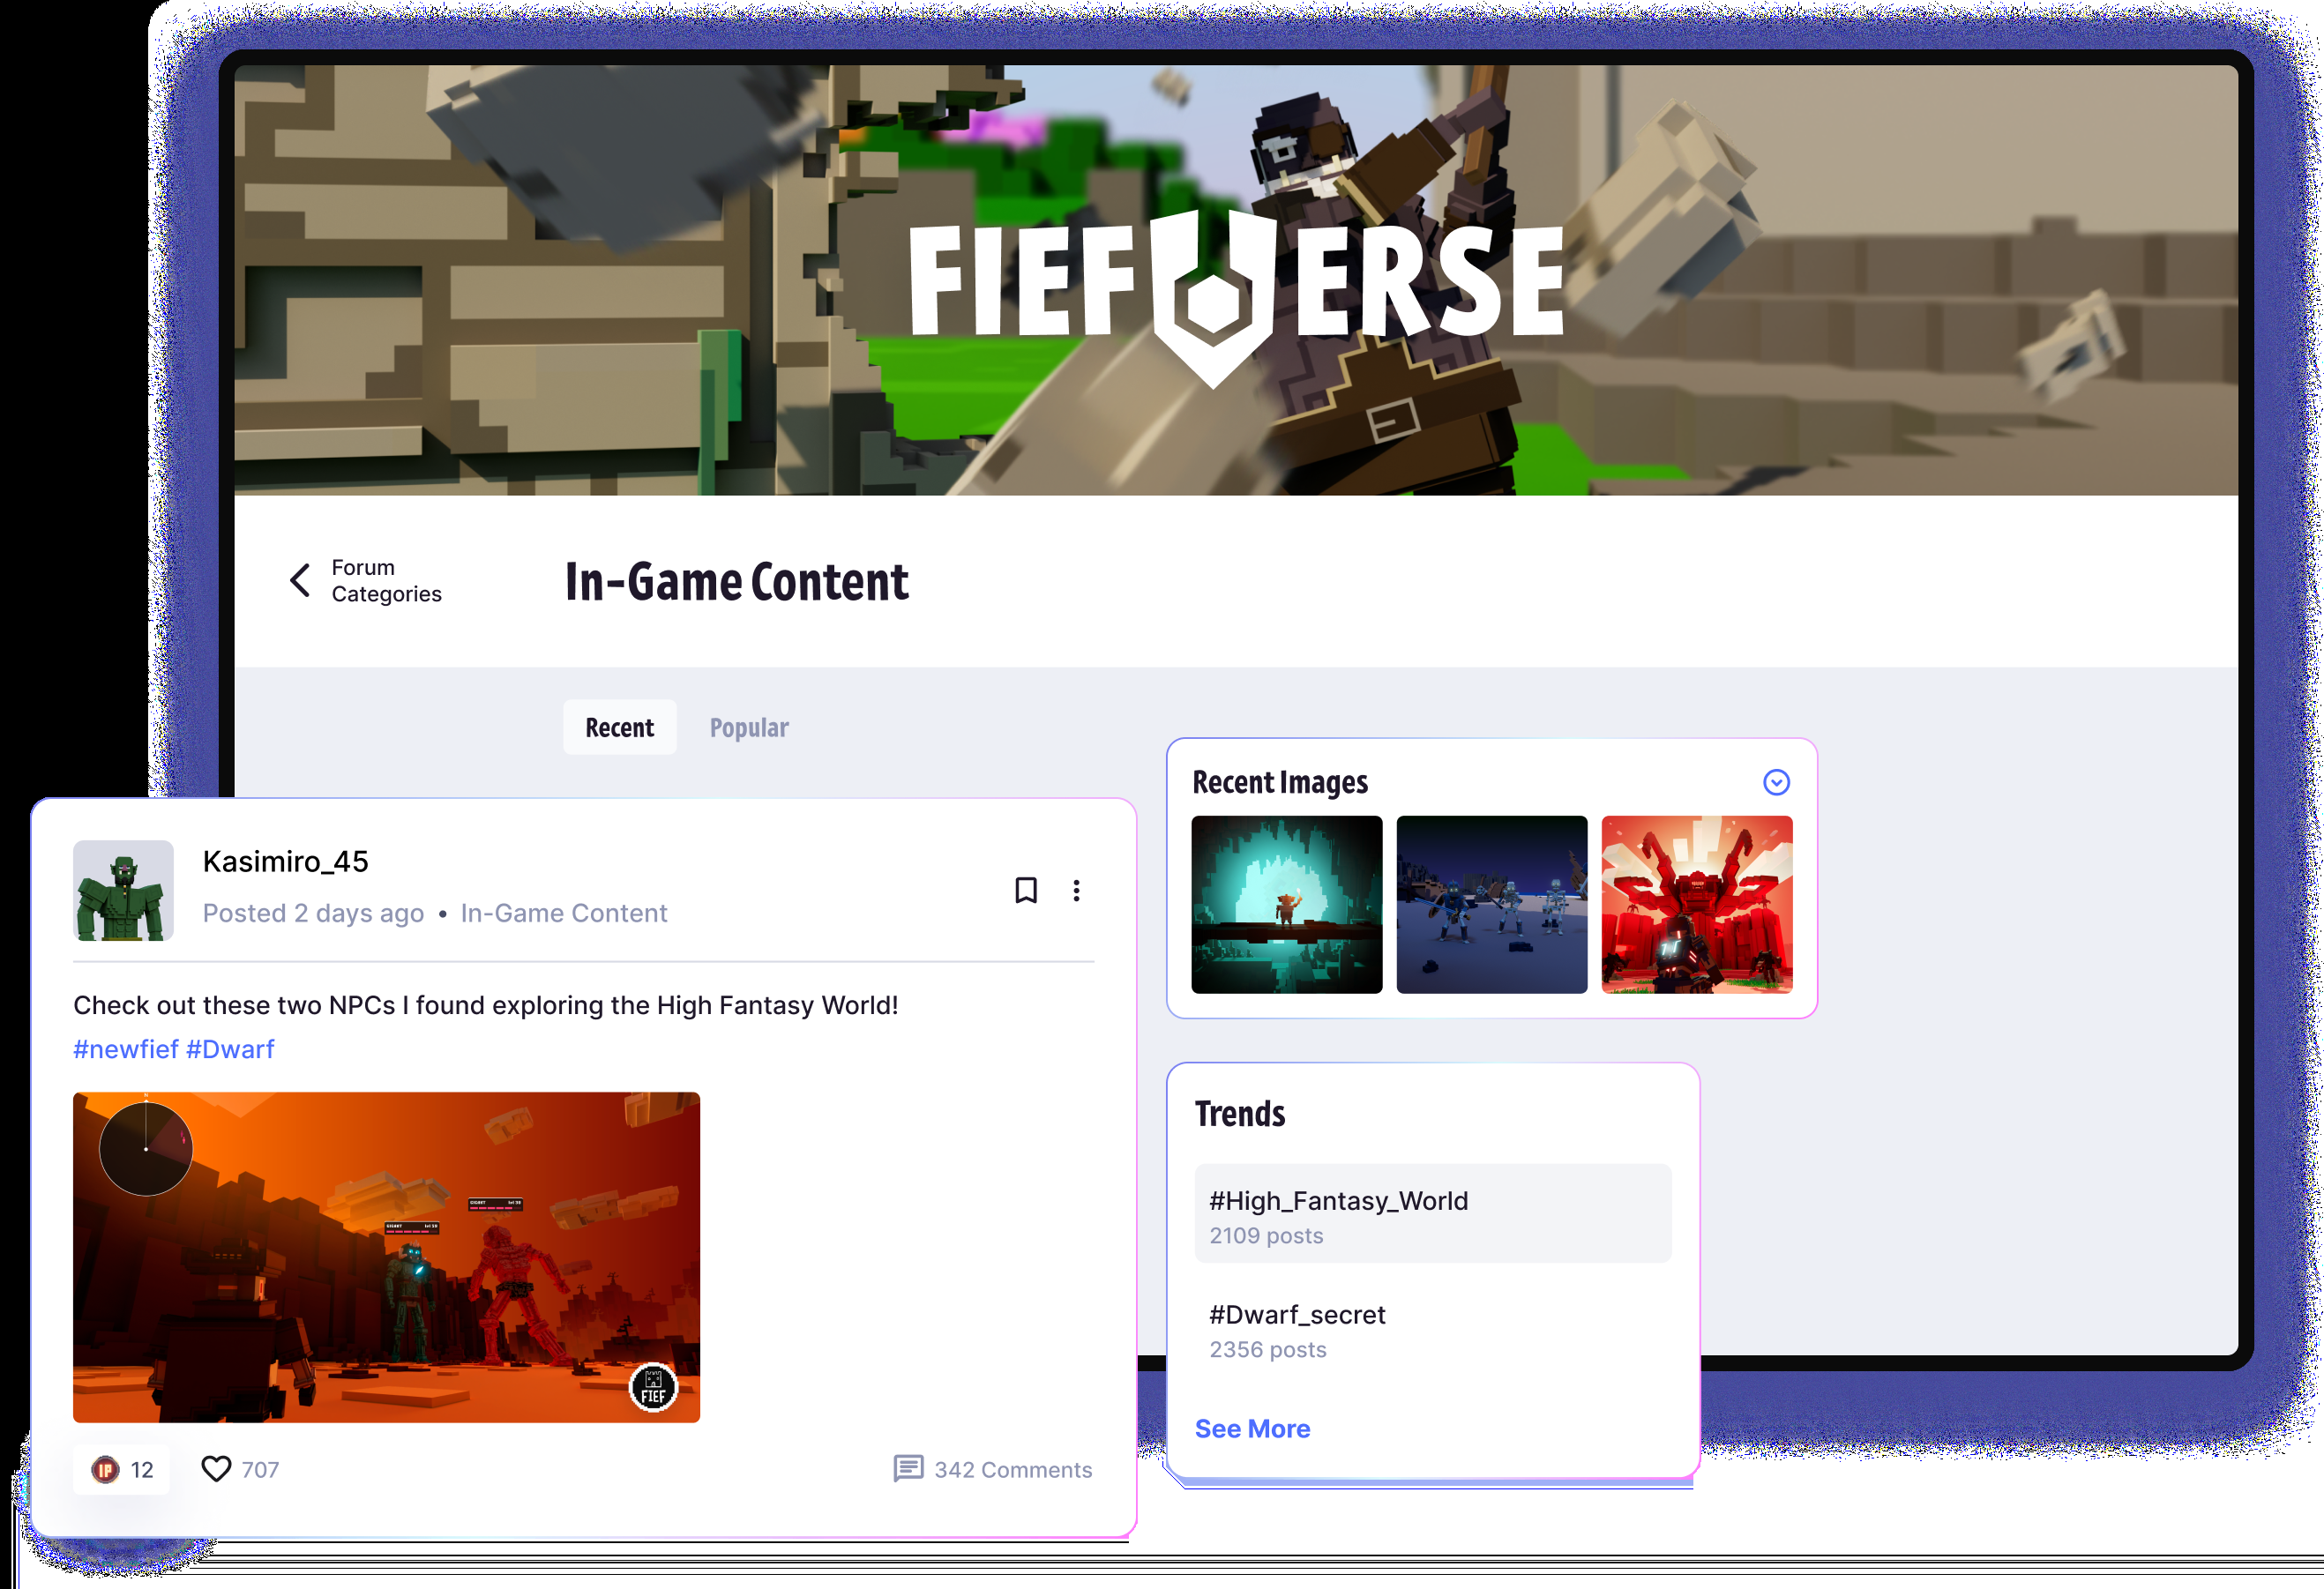 FIEFVERSE
Forum
Categories
In-Game Content
Recent
Popular
Kasimiro_45
Posted 2 days ago • In-Game Content
Check out these two NPCs I found exploring the High Fantasy World!
#newfief #Dwarf
FIEF
IP 12
707
342 Comments
Recent Images
Trends
#High_Fantasy_World
2109 posts
#Dwarf_secret
2356 posts
See More